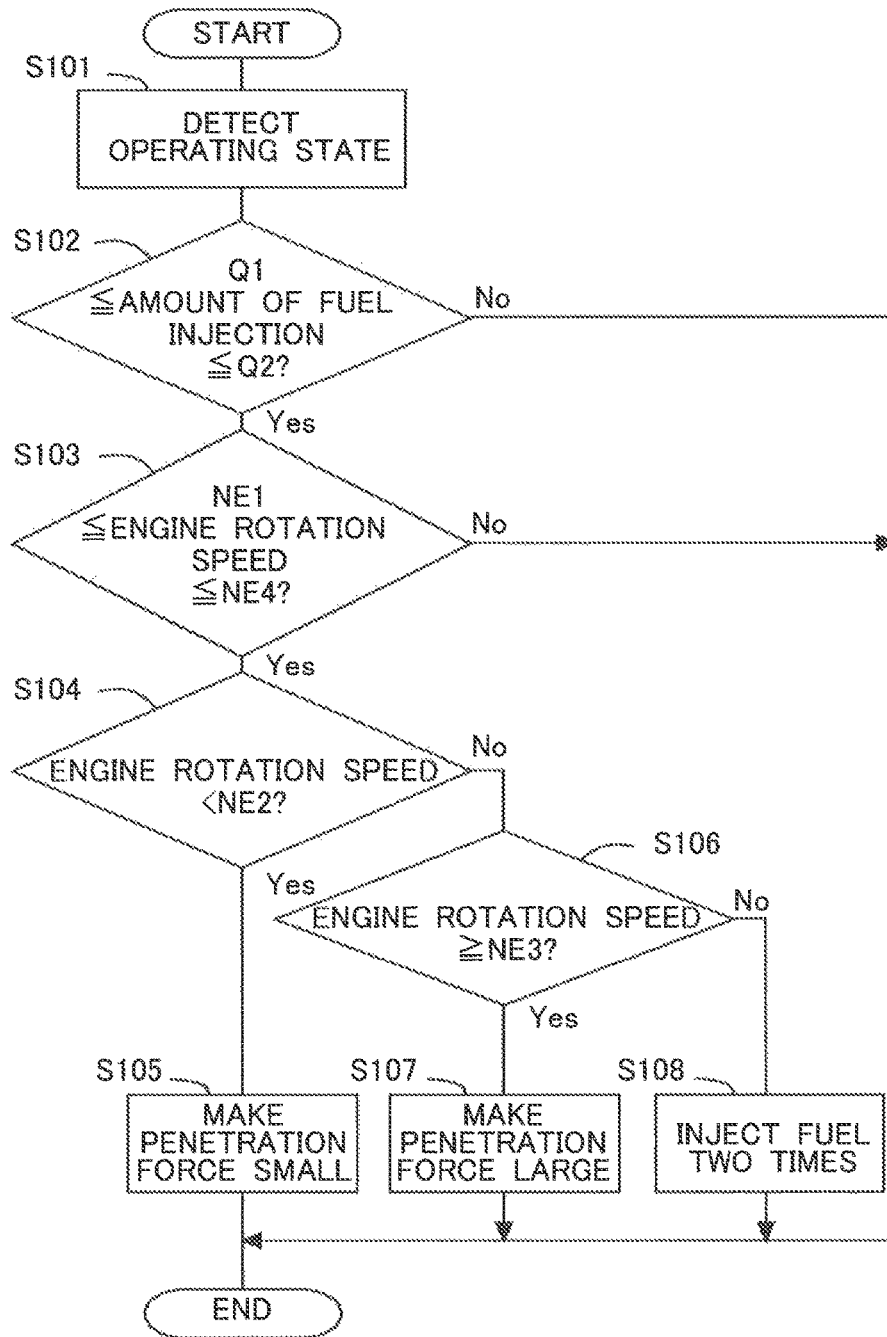 START
S101
DETECT
OPERATING STATE
S102
Q1
≦AMOUNT OF FUEL
INJECTION
≦Q2?
No
Yes
S103
NE1
≦ENGINE ROTATION
SPEED
≦NE4?
No
Yes
S104
ENGINE ROTATION SPEED
<NE2?
No
Yes
S106
ENGINE ROTATION SPEED
≧NE3?
No
Yes
S105
MAKE
PENETRATION
FORCE SMALL
S107
MAKE
PENETRATION
FORCE LARGE
S108
INJECT FUEL
TWO TIMES
END